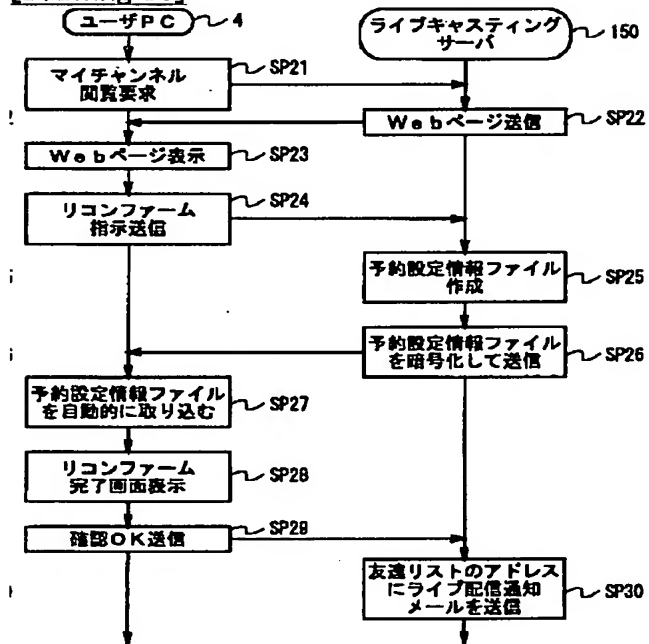 ユーザPC
4
ライブキャスティング
サーバ
150
マイチャンネル
閲覧要求
SP21
Webページ送信
SP22
Webページ表示
SP23
リコンファーム
指示送信
SP24
予約設定情報ファイル
作成
SP25
予約設定情報ファイル
を暗号化して送信
SP26
予約設定情報ファイル
を自動的に取り込む
SP27
リコンファーム
完了画面表示
SP28
確認OK送信
SP29
友達リストのアドレス
にライブ配信通知
メールを送信
SP30